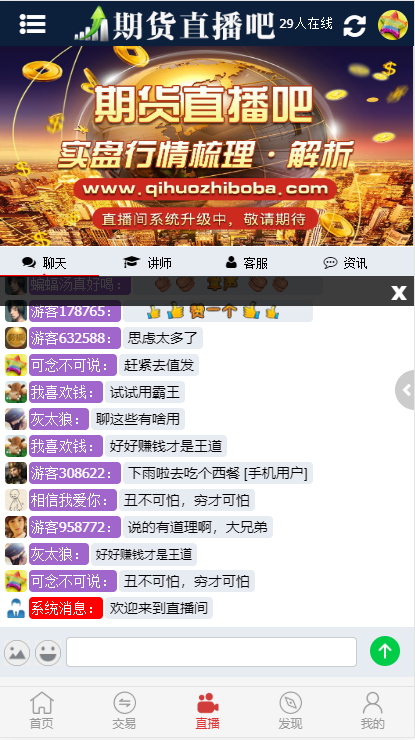 期货直播吧 29人在线
期货直播吧
实盘行情梳理·解析
www.qihuozhiboba.com
直播间系统升级中，敬请期待
聊天 讲师 客服 资讯
蝙蝠汤真好喝：
X
游客178765： 赞一个
游客632588： 思虑太多了
可念不可说： 赶紧去值发
我喜欢钱： 试试用霸王
灰太狼： 聊这些有啥用
我喜欢钱： 好好赚钱才是王道
游客308622： 下雨啦去吃个西餐 [手机用户]
相信我爱你： 丑不可怕，穷才可怕
游客958772： 说的有道理啊，大兄弟
灰太狼： 好好赚钱才是王道
可念不可说： 丑不可怕，穷才可怕
系统消息： 欢迎来到直播间
首页 交易 直播 发现 我的